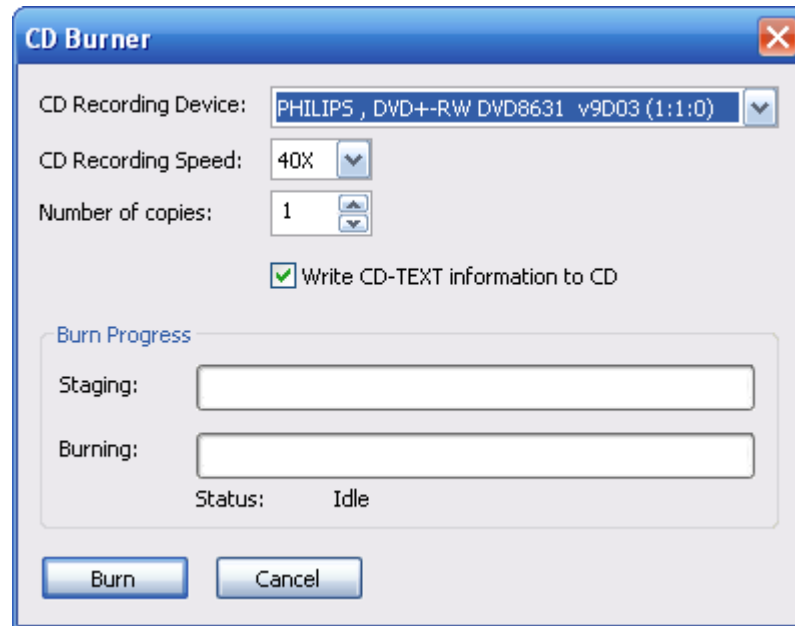 CD Burner
CD Recording Device: PHILIPS , DVD+-RW DVD8631 v9D03 (1:1:0)
CD Recording Speed: 40X
Number of copies: 1
Write CD-TEXT information to CD
Burn Progress
Staging:
Burning:
Status: Idle
Burn Cancel